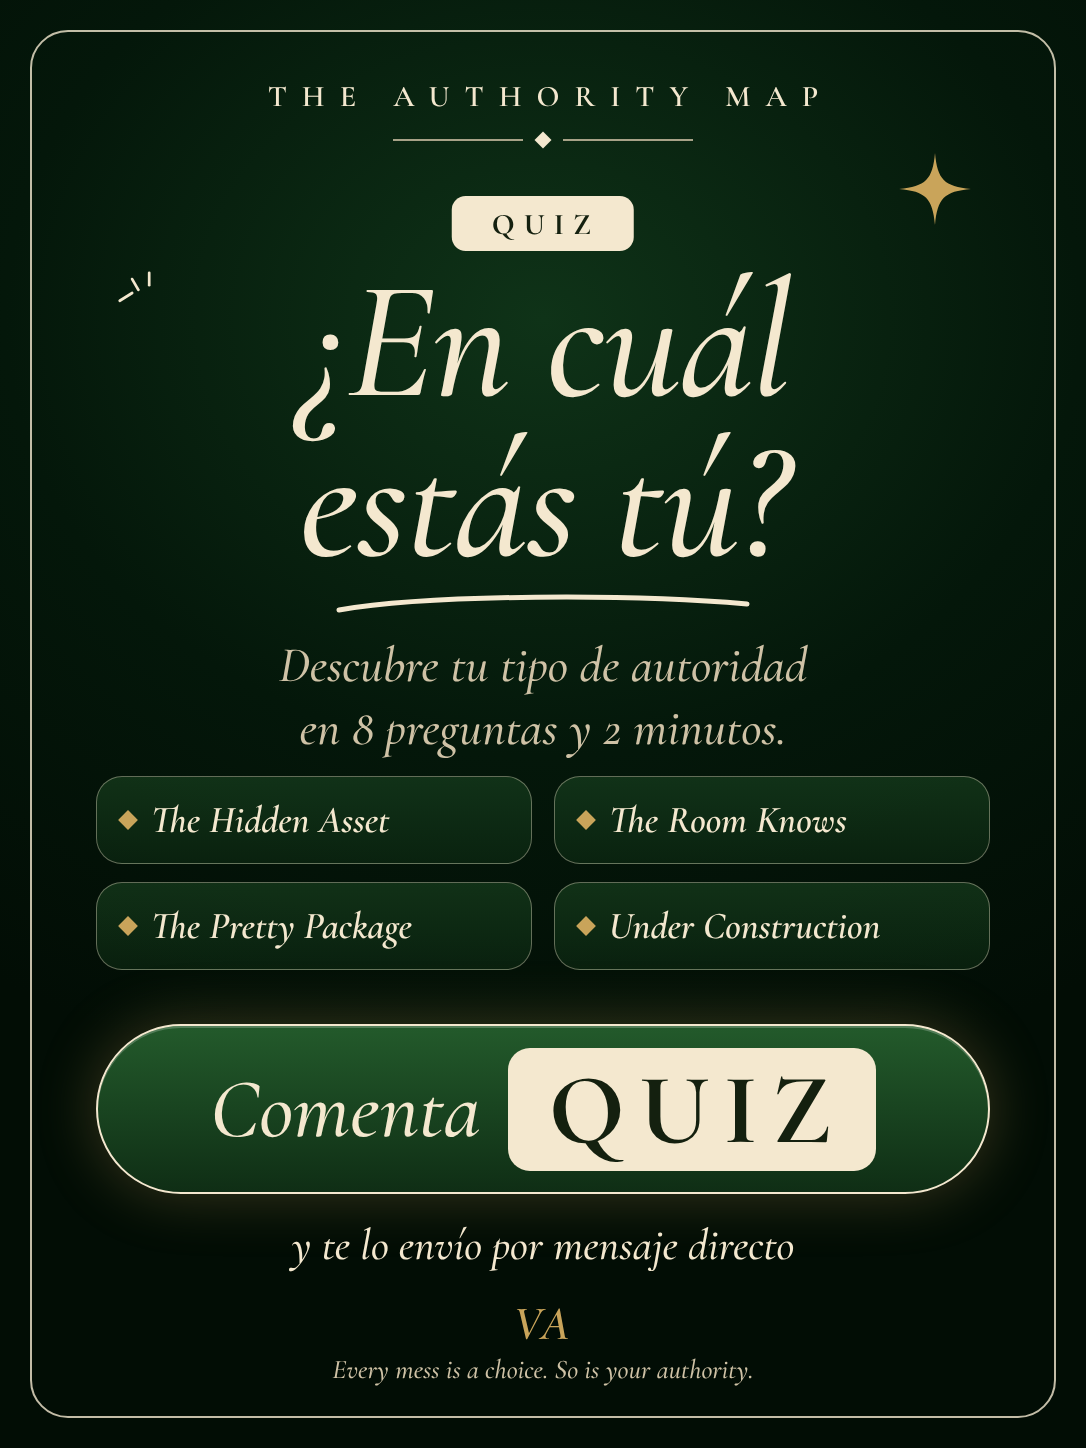 THE AUTHORITY MAP
QUIZ
¿En cuál
estás tú?
Descubre tu tipo de autoridad
en 8 preguntas y 2 minutos.
The Hidden Asset
The Room Knows
The Pretty Package
Under Construction
Comenta QUIZ
y te lo envío por mensaje directo
VA
Every mess is a choice. So is your authority.